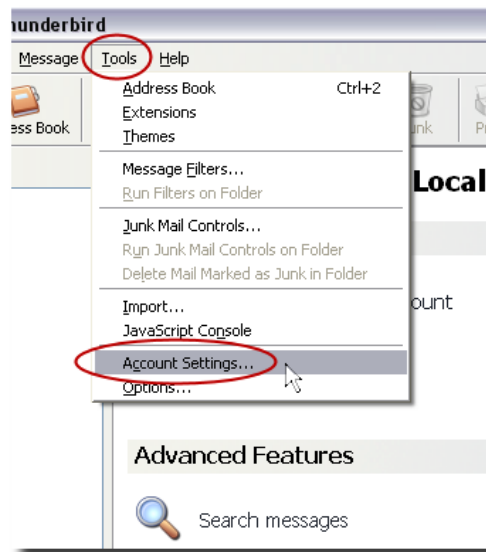 hunderbird
Message Tools Help
ess Book
Address Book Ctrl+2
Extensions
Themes
Message Filters...
Run Filters on Folder
Junk Mail Controls...
Run Junk Mail Controls on Folder
Delete Mail Marked as Junk in Folder
Import...
JavaScript Console
Account Settings...
Options...
unk
Pr
Local
ount
Advanced Features
Search messages